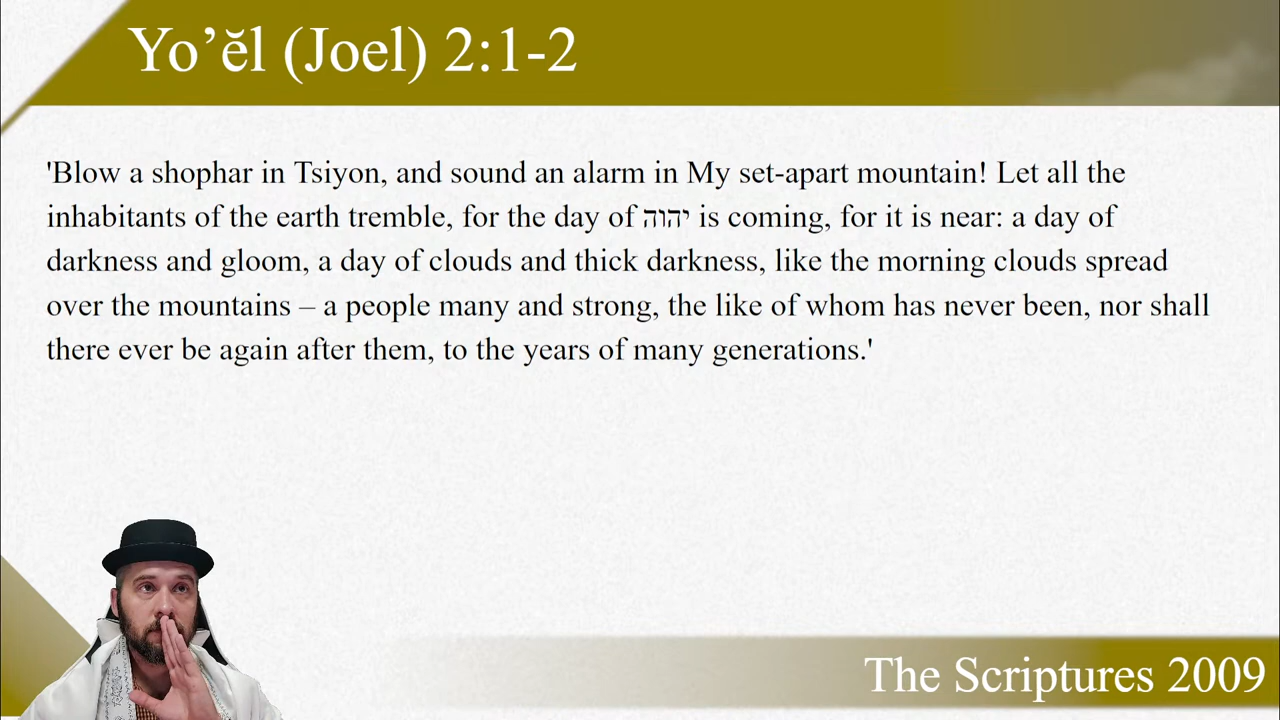 Yo’ĕl (Joel) 2:1-2
'Blow a shophar in Tsiyon, and sound an alarm in My set-apart mountain! Let all the
inhabitants of the earth tremble, for the day of יהוה is coming, for it is near: a day of
darkness and gloom, a day of clouds and thick darkness, like the morning clouds spread
over the mountains – a people many and strong, the like of whom has never been, nor shall
there ever be again after them, to the years of many generations.'
The Scriptures 2009